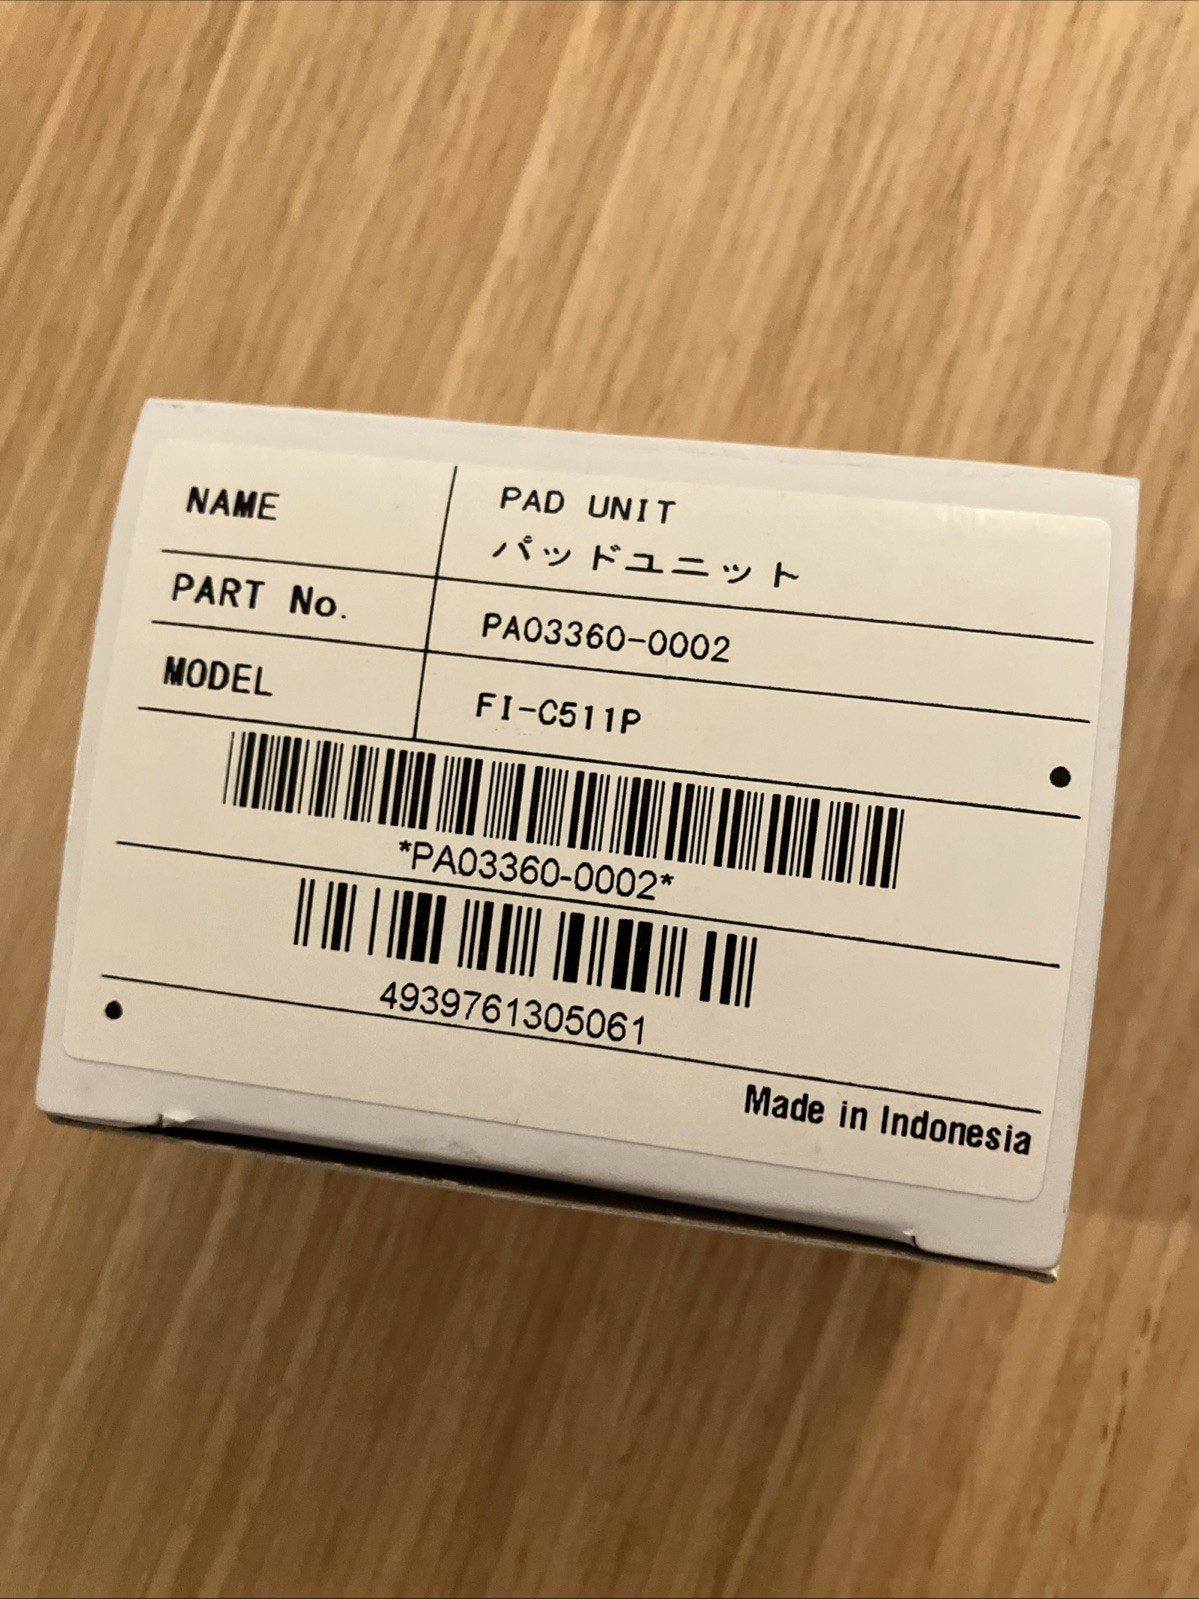 NAME PAD UNIT
パッドユニット
PART No. PA03360-0002
MODEL FI-C511P
*PA03360-0002*
4939761305061
Made in Indonesia